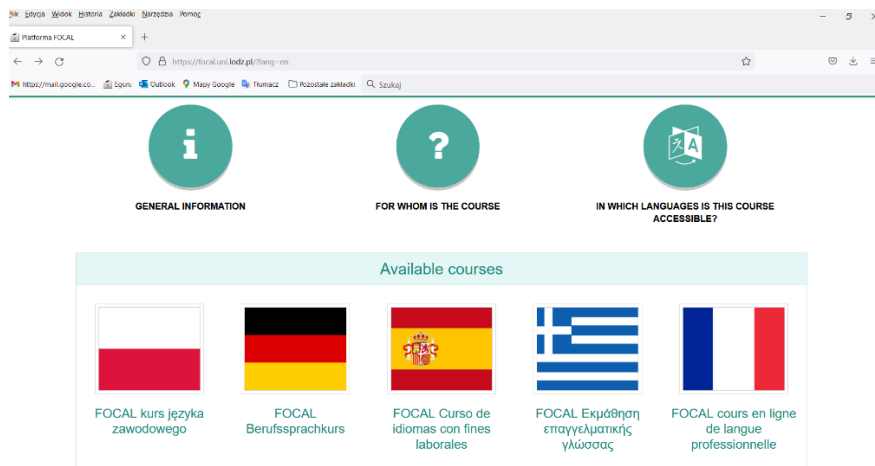 Plik Edycja Widok Historia Zakładki Narzędzia Pomoc
Platforma FOCAL
https://focal.uni.lodz.pl/?lang=en
https://mail.google.co... Eguru Outlook Mapy Google Tłumacz Pozostałe zakładki Szukaj
GENERAL INFORMATION
FOR WHOM IS THE COURSE
IN WHICH LANGUAGES IS THIS COURSE
ACCESSIBLE?
Available courses
FOCAL kurs języka
zawodowego
FOCAL
Berufssprachkurs
FOCAL Curso de
idiomas con fines
laborales
FOCAL Εκμάθηση
επαγγελματικής
γλώσσας
FOCAL cours en ligne
de langue
professionnelle